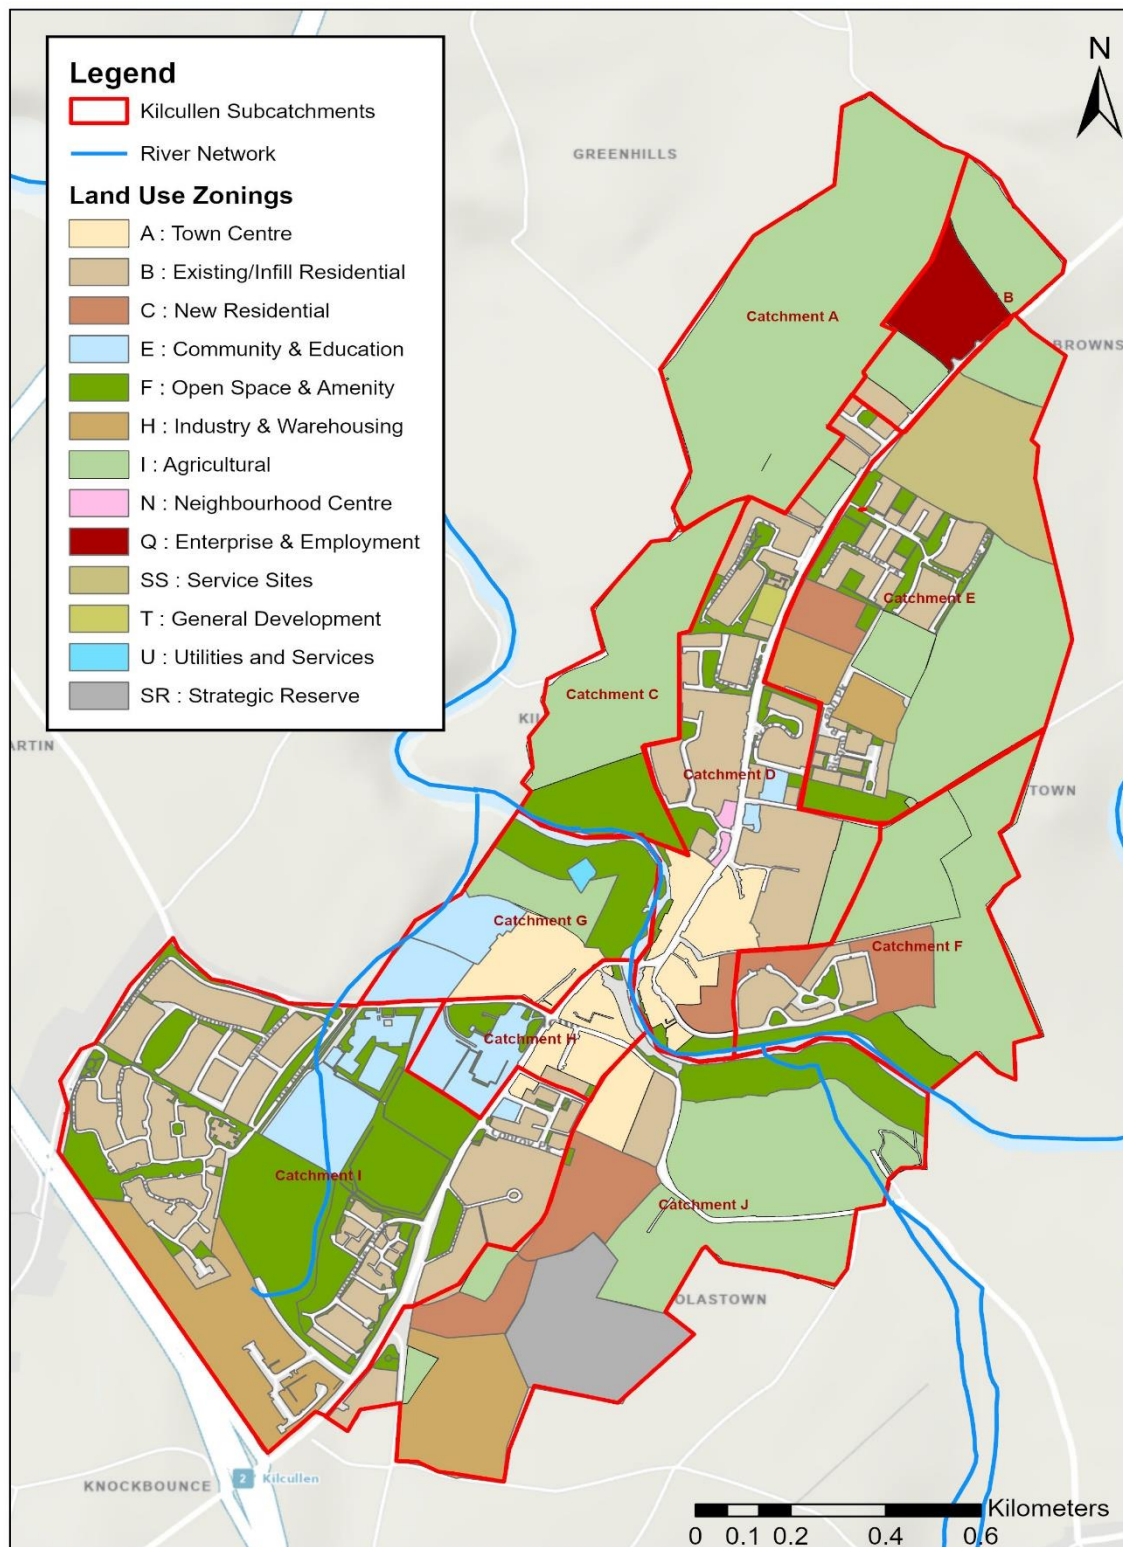 Legend
Kilcullen Subcatchments
River Network
Land Use Zonings
A : Town Centre
B : Existing/Infill Residential
C : New Residential
E : Community & Education
F : Open Space & Amenity
H : Industry & Warehousing
I : Agricultural
N : Neighbourhood Centre
Q : Enterprise & Employment
SS : Service Sites
T : General Development
U : Utilities and Services
SR : Strategic Reserve
N
GREENHILLS
B
Catchment A
BROWNS
Catchment E
Catchment C
KIL
ARTIN
Catchment D
TOWN
Catchment G
Catchment F
Catchment H
Catchment I
Catchment J
OLASTOWN
KNOCKBOUNCE
2 Kilcullen
Kilometers
0 0.1 0.2 0.4 0.6